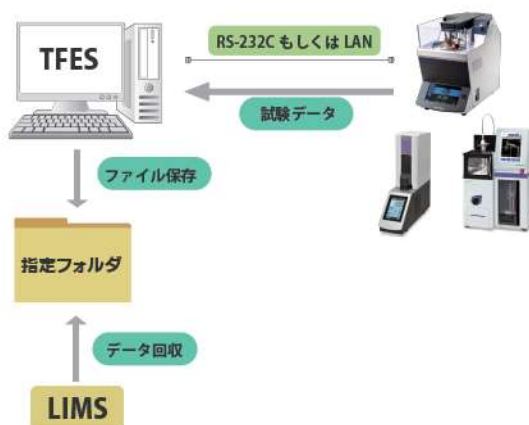 TFES
RS-232C もしくは LAN
試験データ
ファイル保存
指定フォルダ
データ回収
LIMS